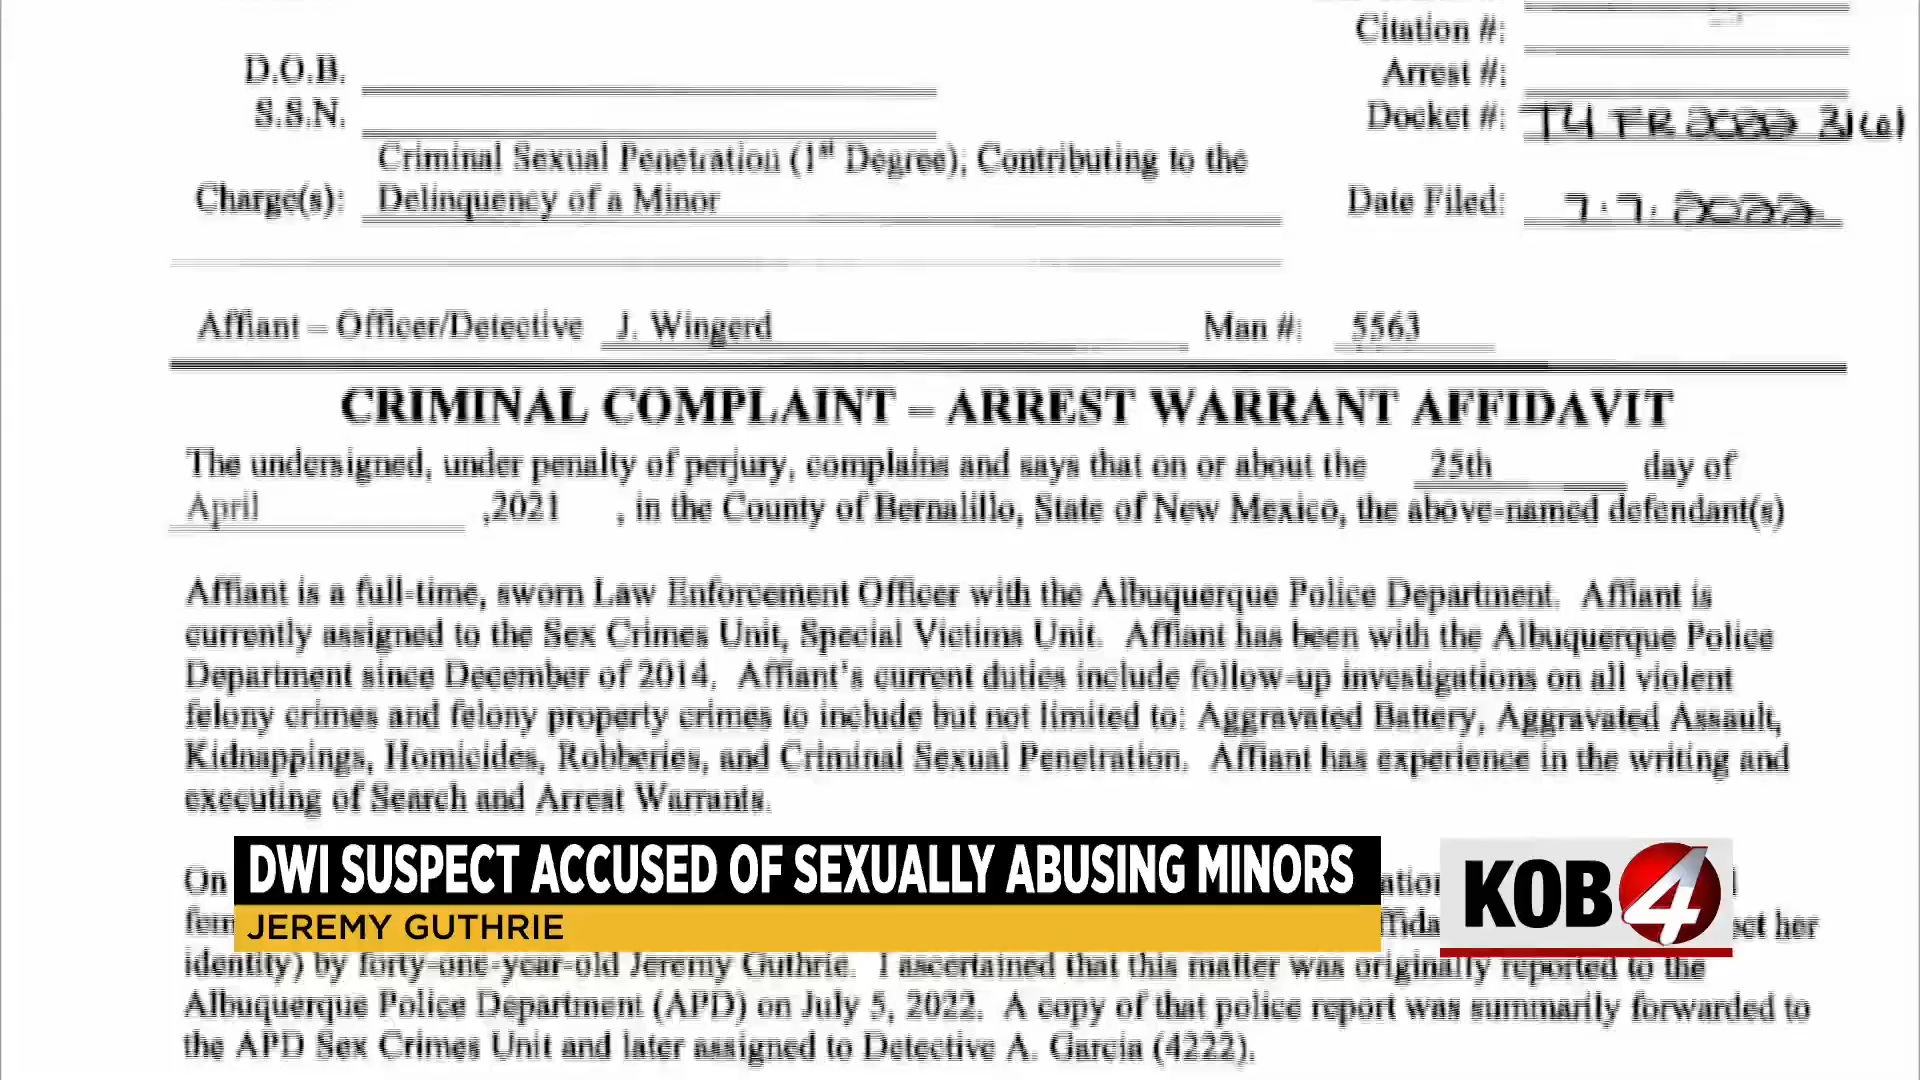 Citation #:
D.O.B.
Arrest #:
S.S.N.
Docket #: T4 FR 2022
Criminal Sexual Penetration (1st Degree); Contributing to the
Charge(s): Delinquency of a Minor
Date Filed: 7.7.2022
Affiant – Officer/Detective J. Wingerd Man #: 5563
CRIMINAL COMPLAINT – ARREST WARRANT AFFIDAVIT
The undersigned, under penalty of perjury, complains and says that on or about the 25th day of
April ,2021 , in the County of Bernalillo, State of New Mexico, the above-named defendant(s)
Affiant is a full-time, sworn Law Enforcement Officer with the Albuquerque Police Department. Affiant is
currently assigned to the Sex Crimes Unit, Special Victims Unit. Affiant has been with the Albuquerque Police
Department since December of 2014. Affiant's current duties include follow-up investigations on all violent
felony crimes and felony property crimes to include but not limited to: Aggravated Battery, Aggravated Assault,
Kidnappings, Homicides, Robberies, and Criminal Sexual Penetration. Affiant has experience in the writing and
executing of Search and Arrest Warrants.
On
her
identity) by forty-one-year-old Jeremy Guthrie. I ascertained that this matter was originally reported to the
Albuquerque Police Department (APD) on July 5, 2022. A copy of that police report was summarily forwarded to
the APD Sex Crimes Unit and later assigned to Detective A. Garcia (4222).
DWI SUSPECT ACCUSED OF SEXUALLY ABUSING MINORS
JEREMY GUTHRIE
KOB 4